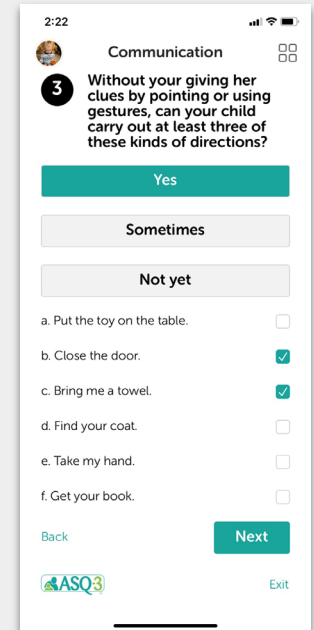 2:22
Communication
3
Without your giving her
clues by pointing or using
gestures, can your child
carry out at least three of
these kinds of directions?
Yes
Sometimes
Not yet
a. Put the toy on the table.
b. Close the door.
c. Bring me a towel.
d. Find your coat.
e. Take my hand.
f. Get your book.
Back
Next
ASQ3
Exit